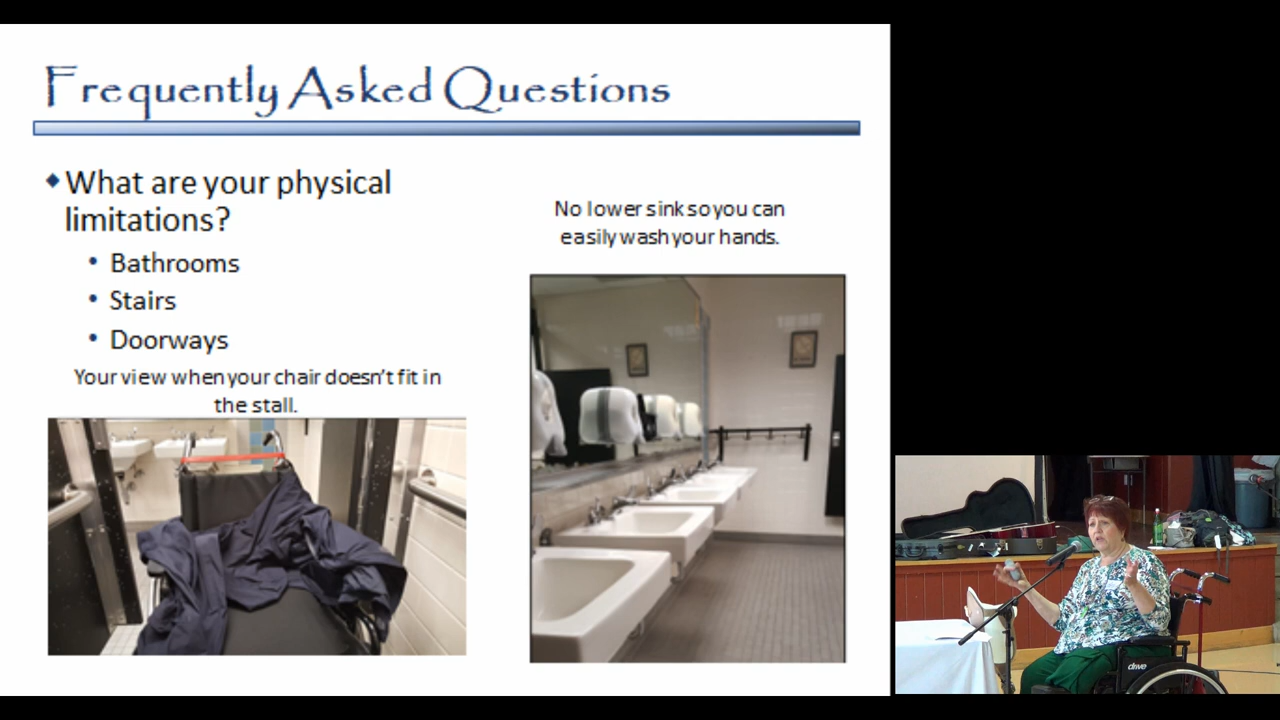 Frequently Asked Questions
What are your physical
limitations?
Bathrooms
Stairs
Doorways
Your view when your chair doesn't fit in
the stall.
No lower sink so you can
easily wash your hands.
drive